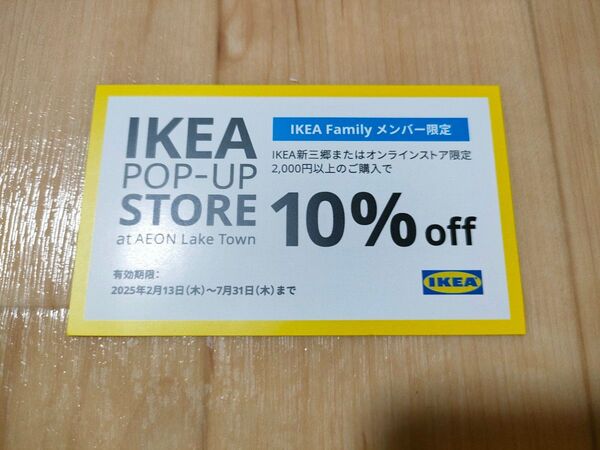 IKEA
POP-UP
STORE
at AEON Lake Town
有効期限:
2025年2月13日(木)~7月31日(木)まで
IKEA Family メンバー限定
IKEA新三郷またはオンラインストア限定
2,000円以上のご購入で
10% off
IKEA